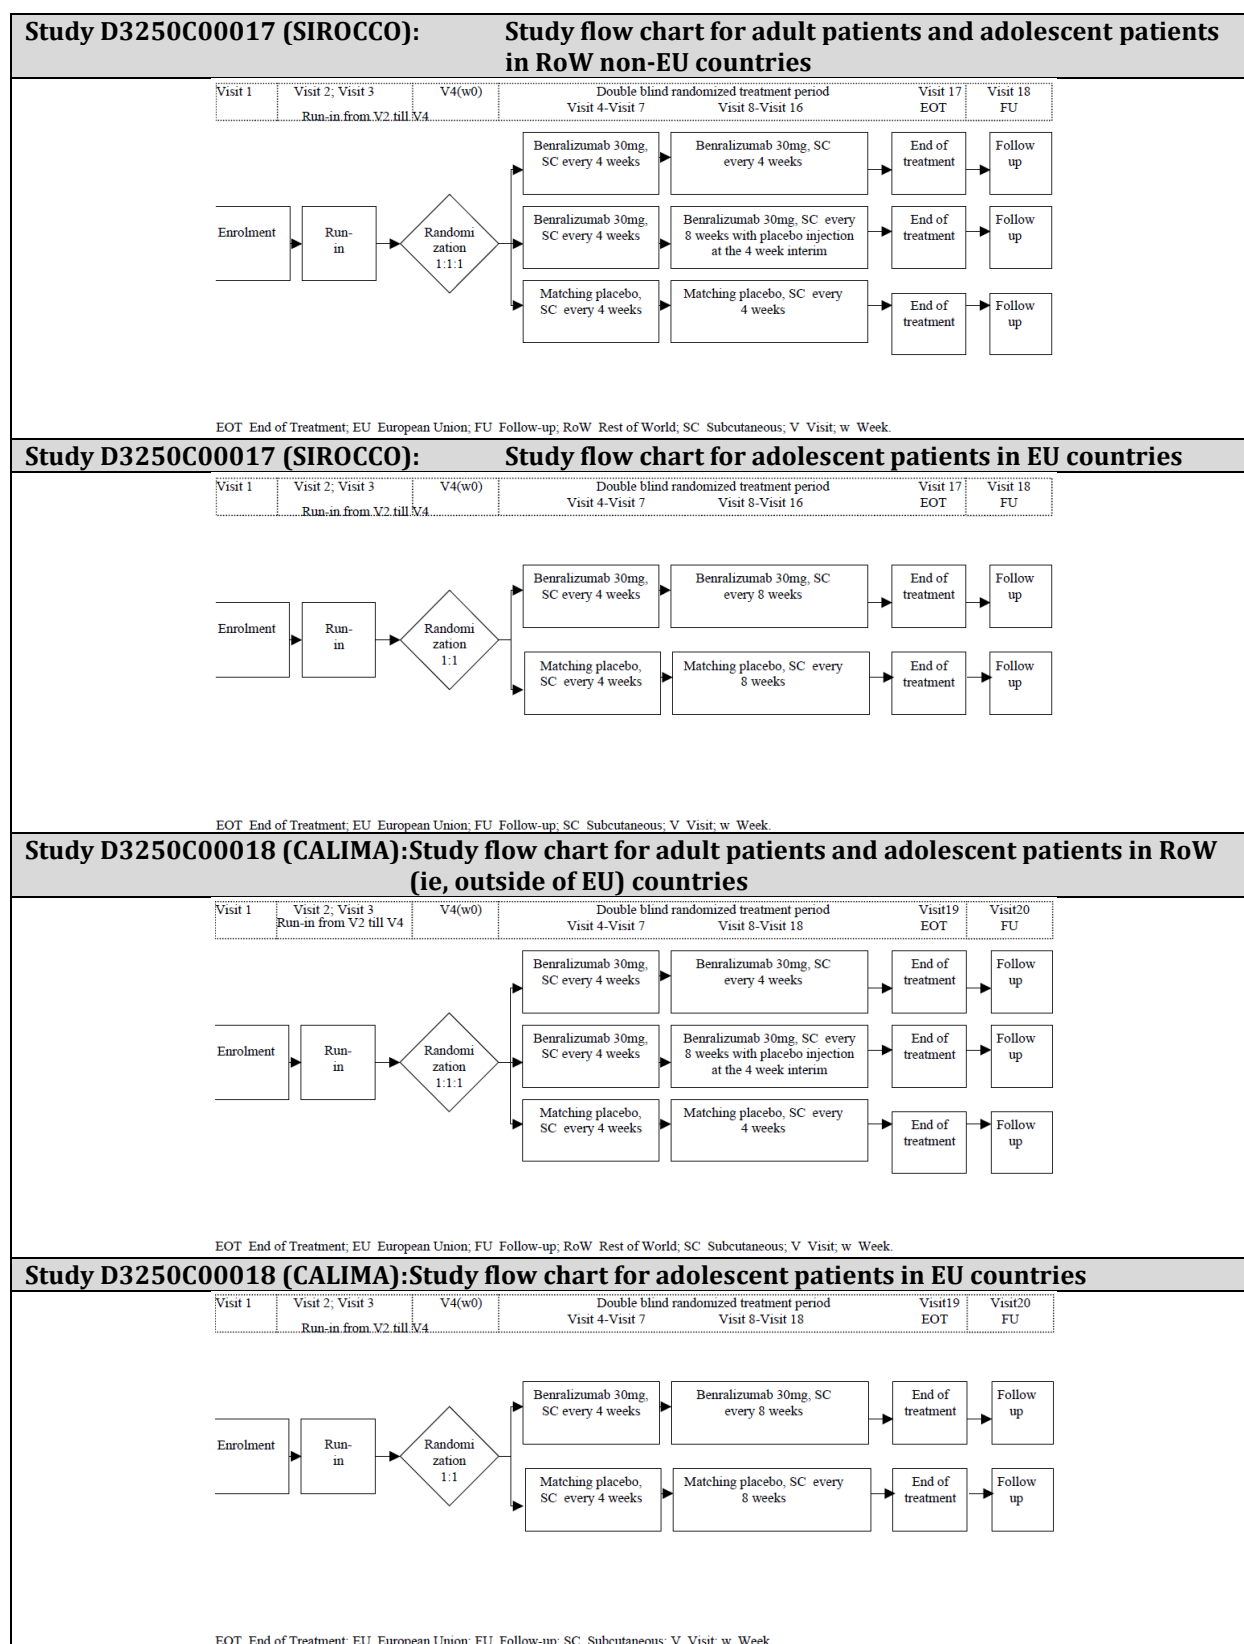 Study D3250C00017 (SIROCCO): Study flow chart for adult patients and adolescent patients
in RoW non-EU countries
Visit 1 Visit 2; Visit 3 V4(w0) Double blind randomized treatment period Visit 17 Visit 18
Run-in from V2 till V4 Visit 4-Visit 7 Visit 8-Visit 16 EOT FU
Benralizumab 30mg,
SC every 4 weeks
Benralizumab 30mg, SC
every 4 weeks
End of
treatment
Follow
up
Enrolment
Run-
in
Randomi
zation
1:1:1
Benralizumab 30mg,
SC every 4 weeks
Benralizumab 30mg, SC every
8 weeks with placebo injection
at the 4 week interim
End of
treatment
Follow
up
Matching placebo,
SC every 4 weeks
Matching placebo, SC every
4 weeks
End of
treatment
Follow
up
EOT End of Treatment; EU European Union; FU Follow-up; RoW Rest of World; SC Subcutaneous; V Visit; w Week.
Study D3250C00017 (SIROCCO): Study flow chart for adolescent patients in EU countries
Visit 1 Visit 2; Visit 3 V4(w0) Double blind randomized treatment period Visit 17 Visit 18
Run-in from V2 till V4 Visit 4-Visit 7 Visit 8-Visit 16 EOT FU
Benralizumab 30mg,
SC every 4 weeks
Benralizumab 30mg, SC
every 8 weeks
End of
treatment
Follow
up
Enrolment
Run-
in
Randomi
zation
1:1
Matching placebo,
SC every 4 weeks
Matching placebo, SC every
8 weeks
End of
treatment
Follow
up
EOT End of Treatment; EU European Union; FU Follow-up; SC Subcutaneous; V Visit; w Week.
Study D3250C00018 (CALIMA):Study flow chart for adult patients and adolescent patients in RoW
(ie, outside of EU) countries
Visit 1 Visit 2; Visit 3 V4(w0) Double blind randomized treatment period Visit19 Visit20
Run-in from V2 till V4 Visit 4-Visit 7 Visit 8-Visit 18 EOT FU
Benralizumab 30mg,
SC every 4 weeks
Benralizumab 30mg, SC
every 4 weeks
End of
treatment
Follow
up
Enrolment
Run-
in
Randomi
zation
1:1:1
Benralizumab 30mg,
SC every 4 weeks
Benralizumab 30mg, SC every
8 weeks with placebo injection
at the 4 week interim
End of
treatment
Follow
up
Matching placebo,
SC every 4 weeks
Matching placebo, SC every
4 weeks
End of
treatment
Follow
up
EOT End of Treatment; EU European Union; FU Follow-up; RoW Rest of World; SC Subcutaneous; V Visit; w Week.
Study D3250C00018 (CALIMA):Study flow chart for adolescent patients in EU countries
Visit 1 Visit 2; Visit 3 V4(w0) Double blind randomized treatment period Visit19 Visit20
Run-in from V2 till V4 Visit 4-Visit 7 Visit 8-Visit 18 EOT FU
Benralizumab 30mg,
SC every 4 weeks
Benralizumab 30mg, SC
every 8 weeks
End of
treatment
Follow
up
Enrolment
Run-
in
Randomi
zation
1:1
Matching placebo,
SC every 4 weeks
Matching placebo, SC every
8 weeks
End of
treatment
Follow
up
EOT End of Treatment; EU European Union; FU Follow-up; SC Subcutaneous; V Visit; w Week.